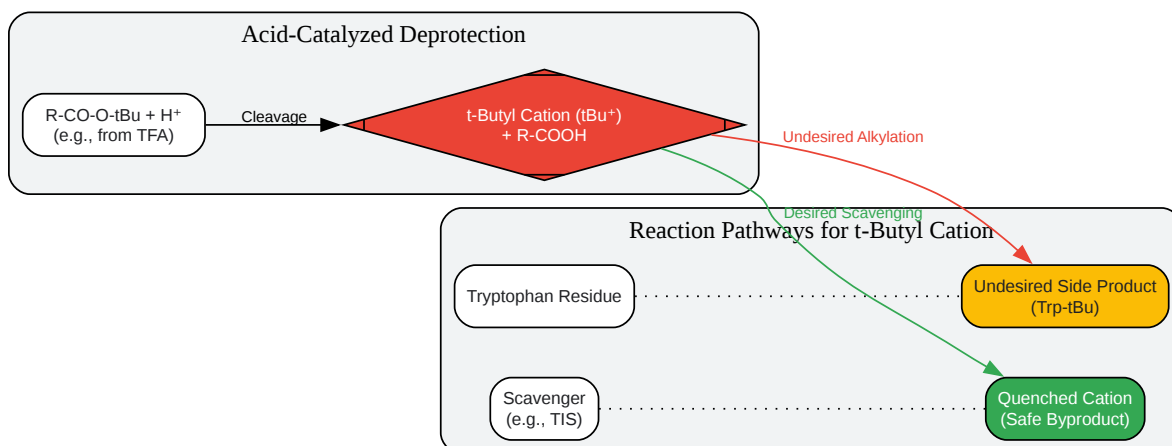 Acid-Catalyzed Deprotection
R-CO-O-tBu + H⁺
(e.g., from TFA)
Cleavage
t-Butyl Cation (tBu⁺)
+ R-COOH
Undesired Alkylation
Desired Scavenging
Reaction Pathways for t-Butyl Cation
Tryptophan Residue
Undesired Side Product
(Trp-tBu)
Scavenger
(e.g., TIS)
Quenched Cation
(Safe Byproduct)